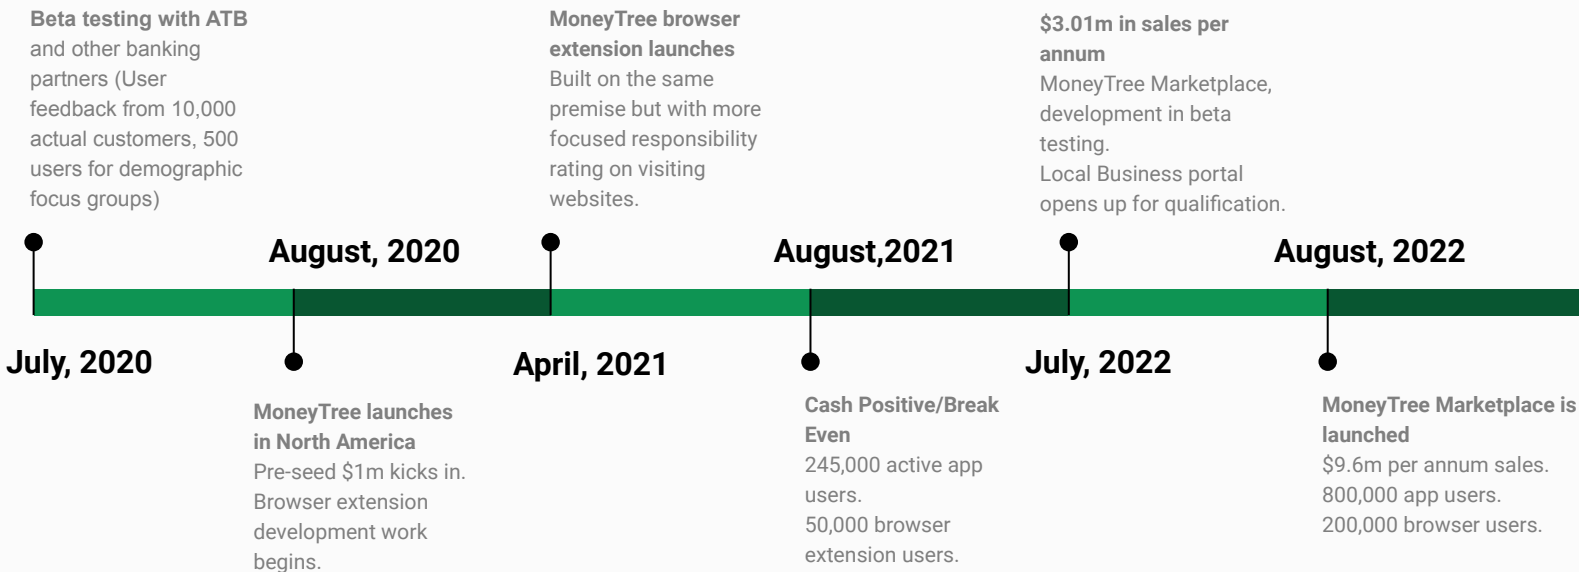 Beta testing with ATB
and other banking
partners (User
feedback from 10,000
actual customers, 500
users for demographic
focus groups)
MoneyTree browser
extension launches
Built on the same
premise but with more
focused responsibility
rating on visiting
websites.
$3.01m in sales per
annum
MoneyTree Marketplace,
development in beta
testing.
Local Business portal
opens up for qualification.
August, 2020
August,2021
August, 2022
July, 2020
April, 2021
July, 2022
MoneyTree launches
in North America
Pre-seed $1m kicks in.
Browser extension
development work
begins.
Cash Positive/Break
Even
245,000 active app
users.
50,000 browser
extension users.
MoneyTree Marketplace is
launched
$9.6m per annum sales.
800,000 app users.
200,000 browser users.